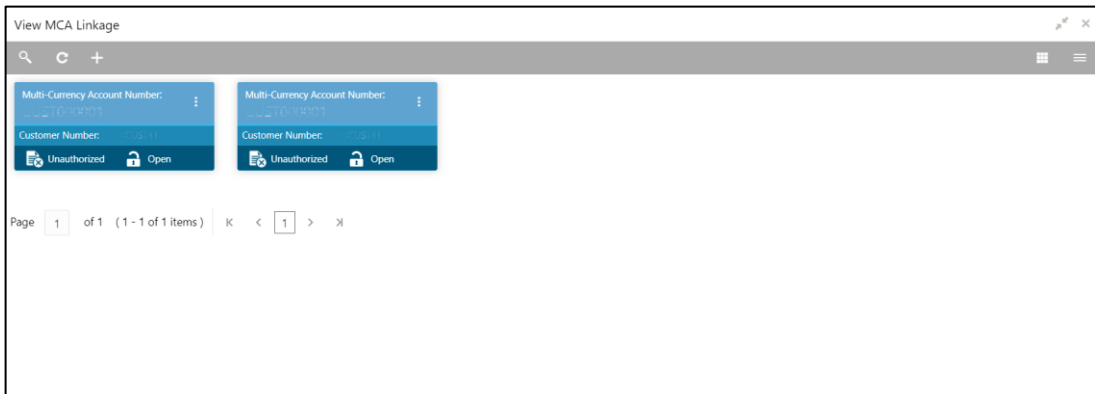 View MCA Linkage
Multi-Currency Account Number: Multi-Currency Account Number:
Customer Number: Customer Number:
Unauthorized Open Unauthorized Open
Page 1 of 1 ( 1 - 1 of 1 items ) 1